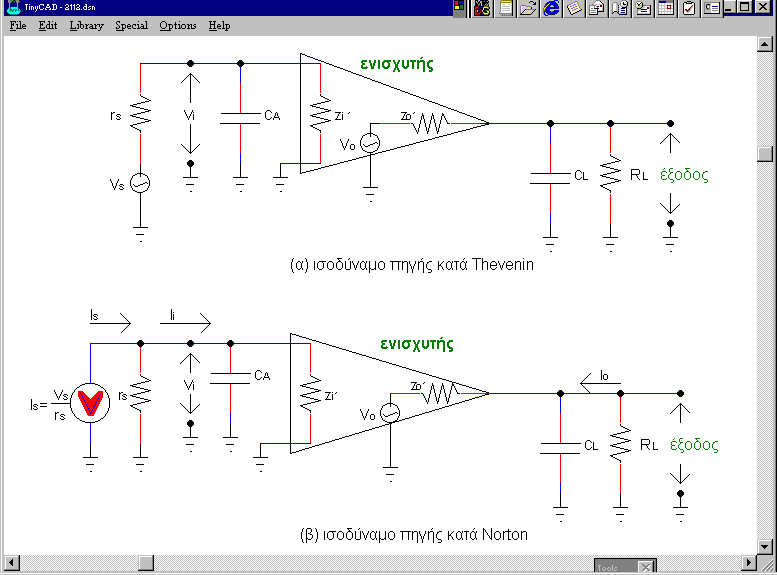 TinyCAD - 2112.dsn
File Edit Library Special Options Help
ενισχυτής
rs Vi CA Zi´ Zo´
Vo
Vs CL RL έξοδος
(α) ισοδύναμο πηγής κατά Thevenin
Is Ii
ενισχυτής
Io
Is= Vs rs
rs Vi CA Zi´ Zo´
Vo
CL RL έξοδος
(β) ισοδύναμο πηγής κατά Norton
Tools